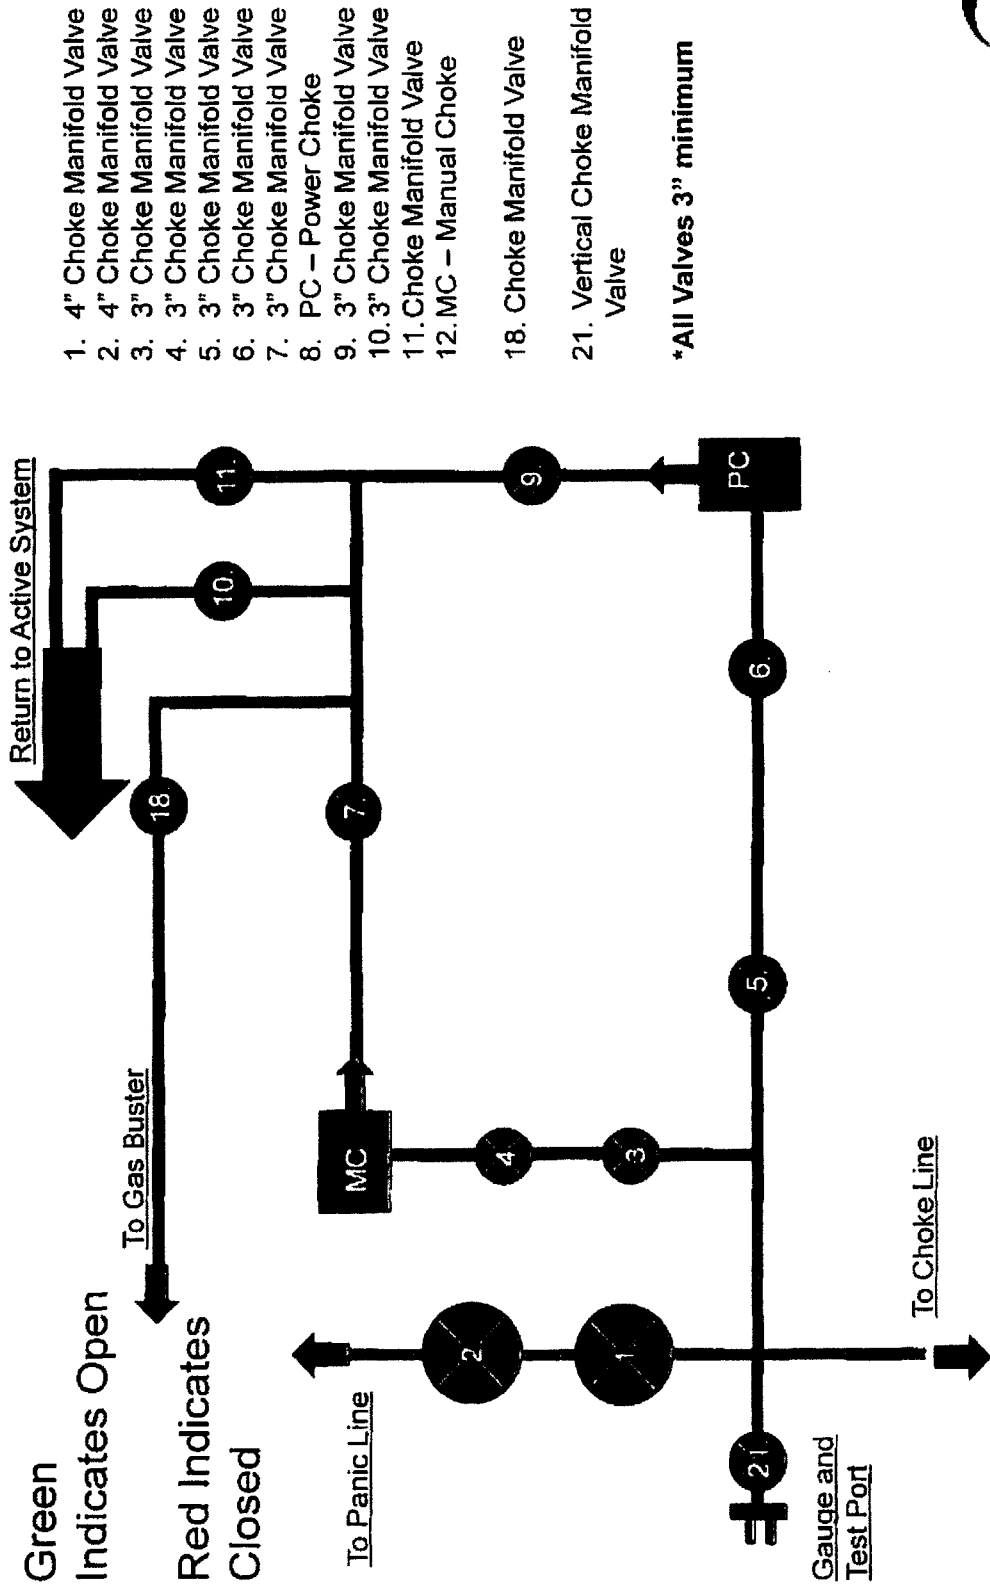 Green
Indicates Open
Red Indicates
Closed
To Panic Line
Gauge and
Test Port
To Gas Buster
Return to Active System
To Choke Line
18.
11.
10.
7.
MC
4
3
2
1.
21
9.
PC
6.
5.
1. 4" Choke Manifold Valve
2. 4" Choke Manifold Valve
3. 3" Choke Manifold Valve
4. 3" Choke Manifold Valve
5. 3" Choke Manifold Valve
6. 3" Choke Manifold Valve
7. 3" Choke Manifold Valve
8. PC – Power Choke
9. 3" Choke Manifold Valve
10. 3" Choke Manifold Valve
11. Choke Manifold Valve
12. MC – Manual Choke
18. Choke Manifold Valve
21. Vertical Choke Manifold
Valve
*All Valves 3" minimum